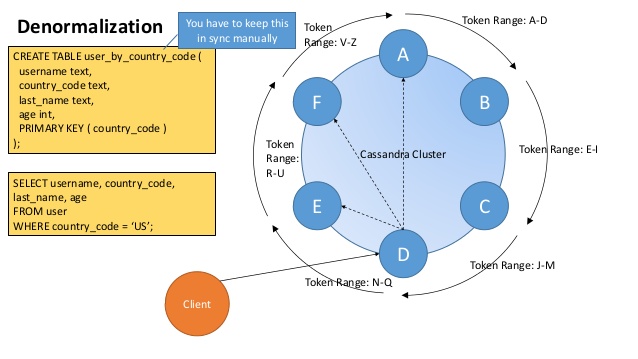 Denormalization
You have to keep this
in sync manually
CREATE TABLE user_by_country_code (
username text,
country_code text,
last_name text,
age int,
PRIMARY KEY ( country_code )
);
SELECT username, country_code,
last_name, age
FROM user
WHERE country_code = ‘US’;
Token
Range: V-Z
Token Range: A-D
A
F
B
Token
Range:
R-U
Cassandra Cluster
Token Range: E-I
E
C
D
Token Range: J-M
Token Range: N-Q
Client